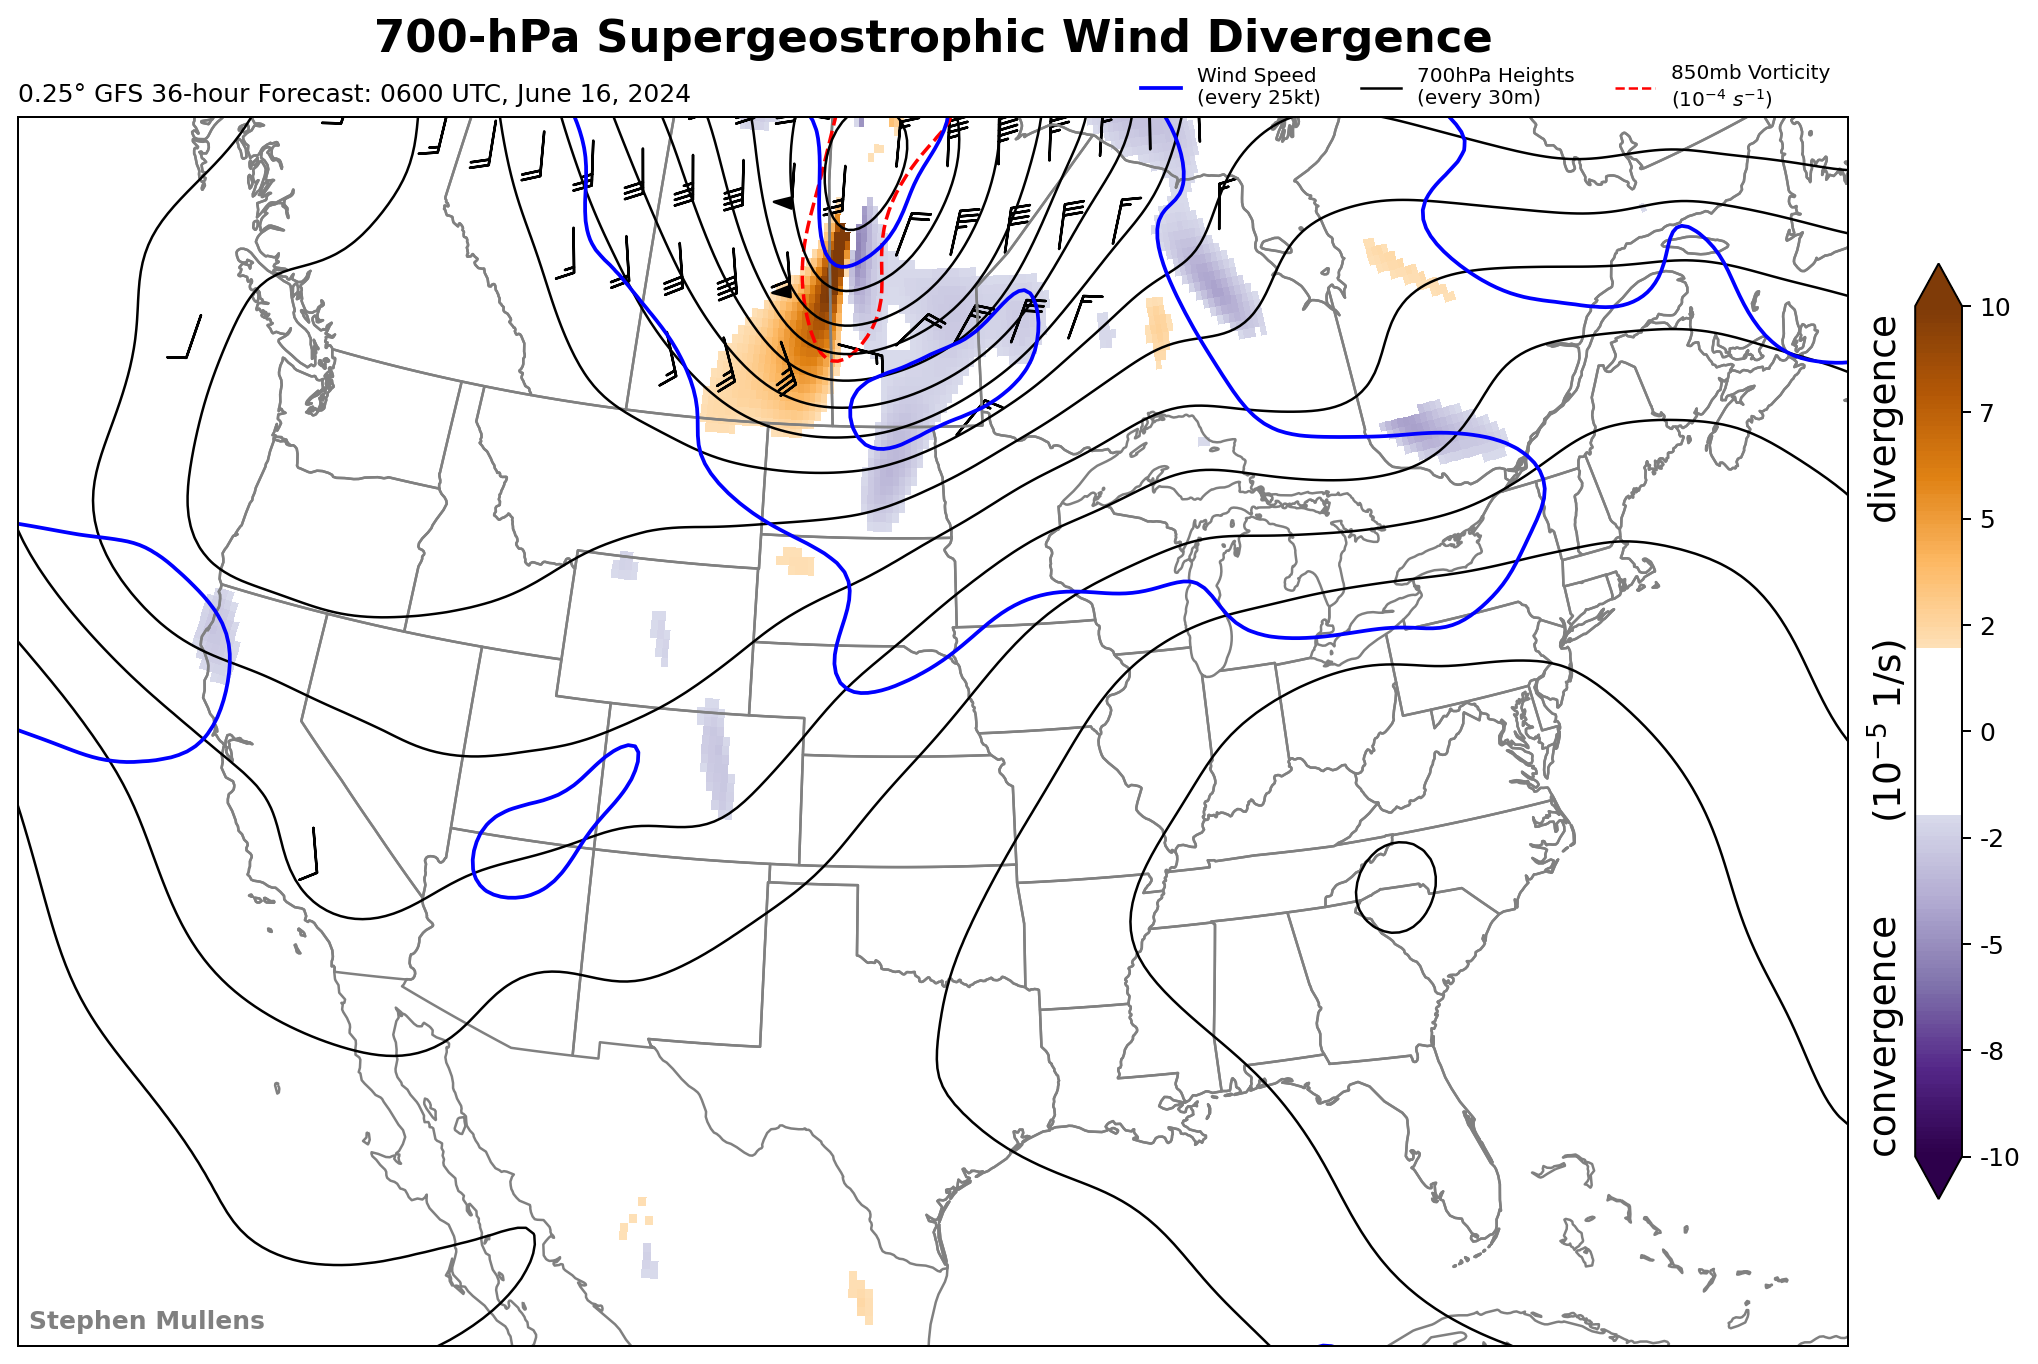 700-hPa Supergeostrophic Wind Divergence
0.25° GFS 36-hour Forecast: 0600 UTC, June 16, 2024
Wind Speed
(every 25kt)
700hPa Heights
(every 30m)
850mb Vorticity
(10⁻⁴ s⁻¹)
10
7
5
2
0
-2
-5
-8
-10
convergence (10⁻⁵ 1/s) divergence
Stephen Mullens